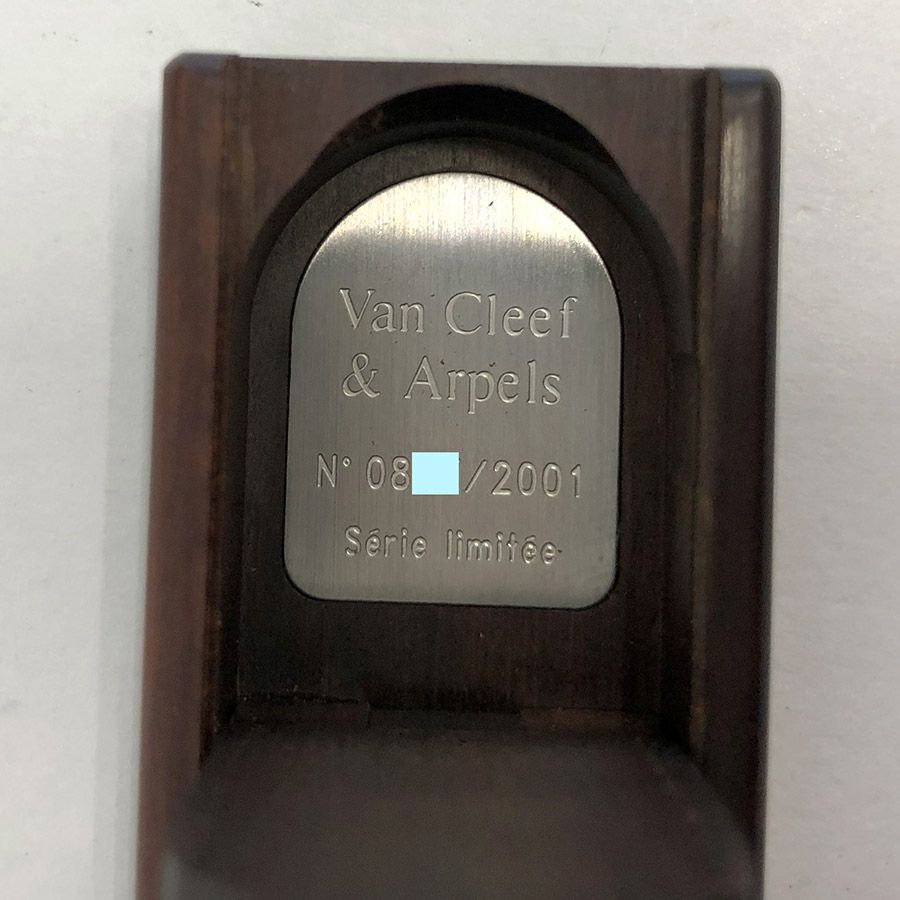 Van Cleef
& Arpels
N° 08 /2001
Série limitée